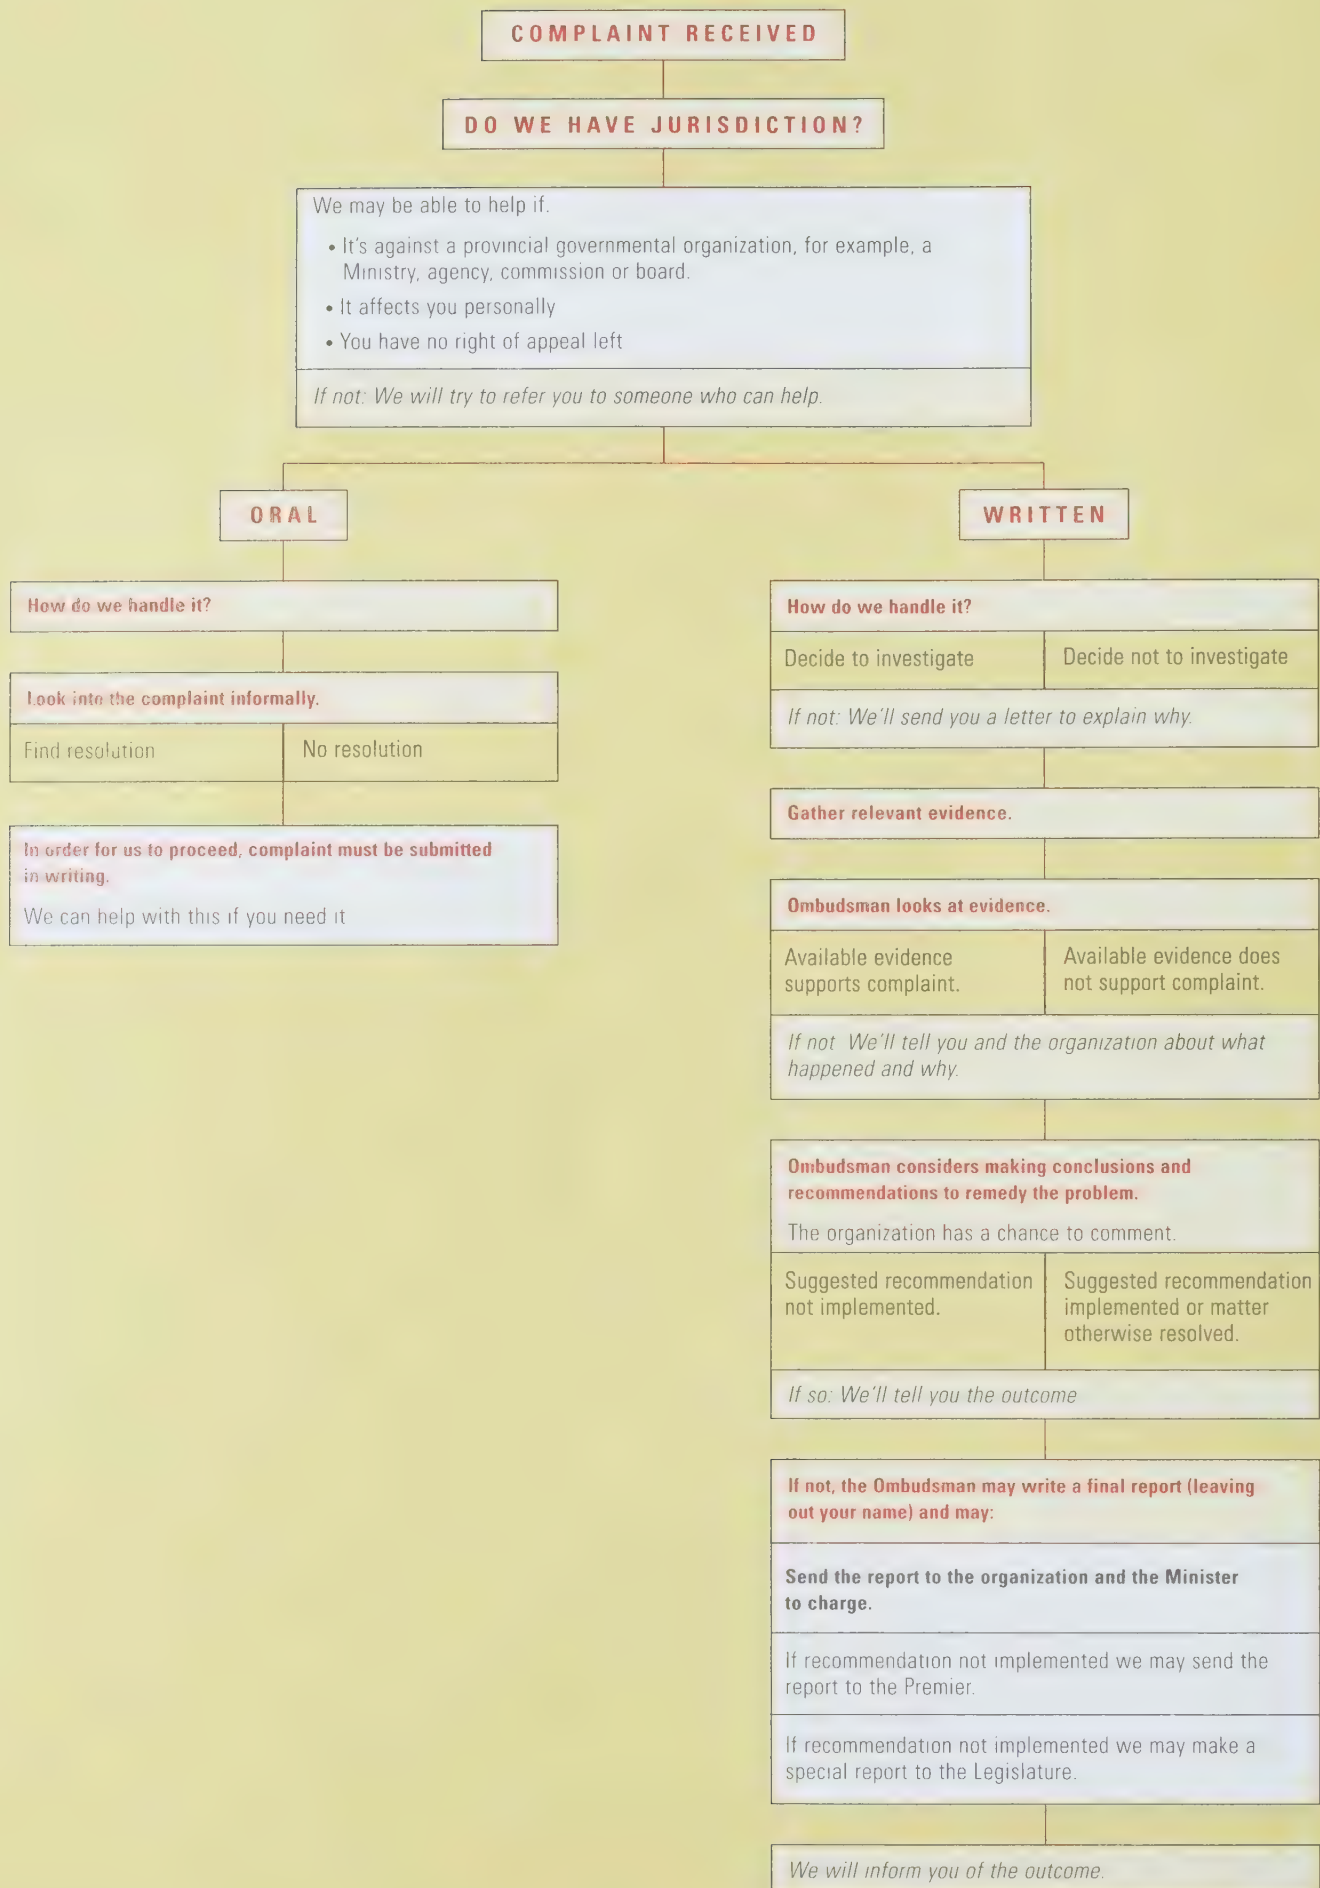 COMPLAINT RECEIVED
DO WE HAVE JURISDICTION?
We may be able to help if.
• It's against a provincial governmental organization, for example, a
Ministry, agency, commission or board.
• It affects you personally
• You have no right of appeal left
If not: We will try to refer you to someone who can help.
ORAL
How do we handle it?
Look into the complaint informally.
Find resolution
No resolution
In order for us to proceed, complaint must be submitted
in writing.
We can help with this if you need it
WRITTEN
How do we handle it?
Decide to investigate
Decide not to investigate
If not: We'll send you a letter to explain why.
Gather relevant evidence.
Ombudsman looks at evidence.
Available evidence
supports complaint.
Available evidence does
not support complaint.
If not We'll tell you and the organization about what
happened and why.
Ombudsman considers making conclusions and
recommendations to remedy the problem.
The organization has a chance to comment.
Suggested recommendation
not implemented.
Suggested recommendation
implemented or matter
otherwise resolved.
If so: We'll tell you the outcome
If not, the Ombudsman may write a final report (leaving
out your name) and may:
Send the report to the organization and the Minister
to charge.
If recommendation not implemented we may send the
report to the Premier.
If recommendation not implemented we may make a
special report to the Legislature.
We will inform you of the outcome.